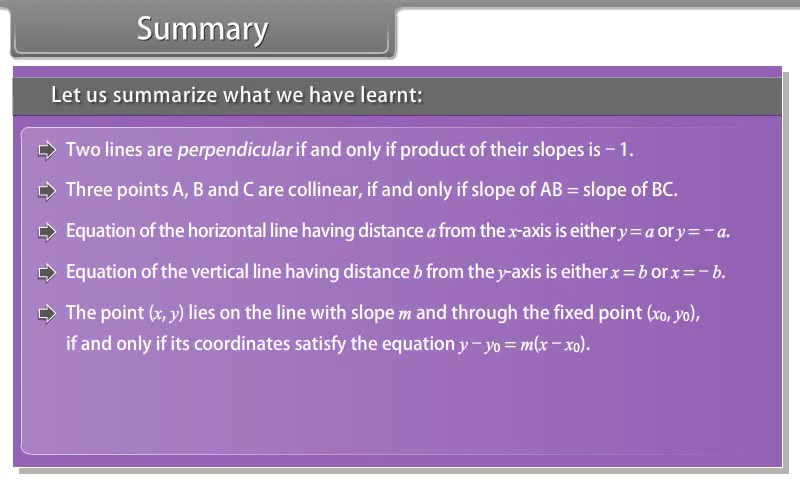 Summary
Let us summarize what we have learnt:
Two lines are perpendicular if and only if product of their slopes is − 1.
Three points A, B and C are collinear, if and only if slope of AB = slope of BC.
Equation of the horizontal line having distance a from the x-axis is either y = a or y = − a.
Equation of the vertical line having distance b from the y-axis is either x = b or x = − b.
The point (x, y) lies on the line with slope m and through the fixed point (x₀, y₀),
if and only if its coordinates satisfy the equation y − y₀ = m(x − x₀).